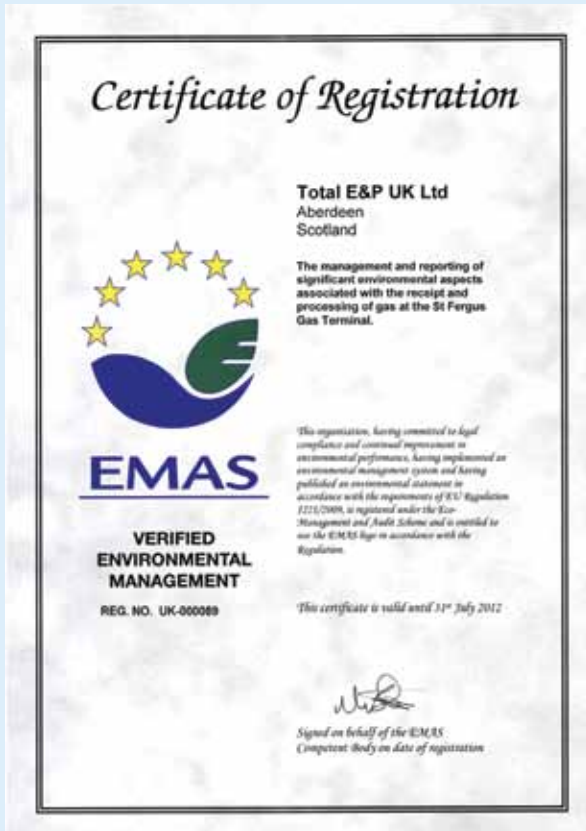 Certificate of Registration
Total E&P UK Ltd
Aberdeen
Scotland
The management and reporting of
significant environmental aspects
associated with the receipt and
processing of gas at the St Fergus
Gas Terminal.
EMAS
VERIFIED
ENVIRONMENTAL
MANAGEMENT
REG. NO. UK-000089
This organisation, having committed to legal
compliance and continual improvement in
environmental performance, having implemented an
environmental management system and having
published an environmental statement in
accordance with the requirements of EU Regulation
1221/2009, is registered under the Eco-
Management and Audit Scheme and is entitled to
use the EMAS logo in accordance with the
Regulation.
This certificate is valid until 31st July 2012
Signed on behalf of the EMAS
Competent Body on date of registration